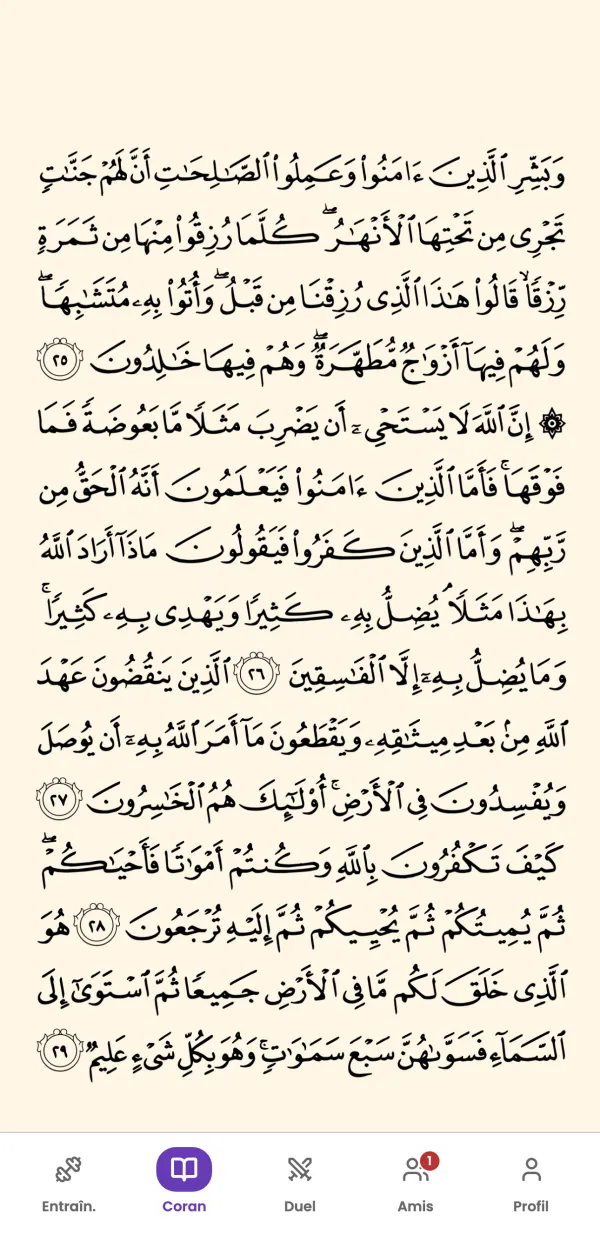 وَبَشِّرِ ٱلَّذِينَ ءَامَنُوا۟ وَعَمِلُوا۟ ٱلصَّـٰلِحَـٰتِ أَنَّ لَهُمْ جَنَّـٰتٍ
تَجْرِى مِن تَحْتِهَا ٱلْأَنْهَـٰرُ ۖ كُلَّمَا رُزِقُوا۟ مِنْهَا مِن ثَمَرَةٍ
رِّزْقًا ۙ قَالُوا۟ هَـٰذَا ٱلَّذِى رُزِقْنَا مِن قَبْلُ ۖ وَأُتُوا۟ بِهِۦ مُتَشَـٰبِهًا ۖ
وَلَهُمْ فِيهَآ أَزْوَٰجٌ مُّطَهَّرَةٌ ۖ وَهُمْ فِيهَا خَـٰلِدُونَ ٢٥
۞ إِنَّ ٱللَّهَ لَا يَسْتَحْىِۦٓ أَن يَضْرِبَ مَثَلًا مَّا بَعُوضَةً فَمَا
فَوْقَهَا ۚ فَأَمَّا ٱلَّذِينَ ءَامَنُوا۟ فَيَعْلَمُونَ أَنَّهُ ٱلْحَقُّ مِن
رَّبِّهِمْ ۖ وَأَمَّا ٱلَّذِينَ كَفَرُوا۟ فَيَقُولُونَ مَاذَآ أَرَادَ ٱللَّهُ
بِهَـٰذَا مَثَلًا ۘ يُضِلُّ بِهِۦ كَثِيرًا وَيَهْدِى بِهِۦ كَثِيرًا ۚ
وَمَا يُضِلُّ بِهِۦٓ إِلَّا ٱلْفَـٰسِقِينَ ٢٦ ٱلَّذِينَ يَنقُضُونَ عَهْدَ
ٱللَّهِ مِنۢ بَعْدِ مِيثَـٰقِهِۦ وَيَقْطَعُونَ مَآ أَمَرَ ٱللَّهُ بِهِۦٓ أَن يُوصَلَ
وَيُفْسِدُونَ فِى ٱلْأَرْضِ ۚ أُو۟لَـٰٓئِكَ هُمُ ٱلْخَـٰسِرُونَ ٢٧
كَيْفَ تَكْفُرُونَ بِٱللَّهِ وَكُنتُمْ أَمْوَٰتًا فَأَحْيَـٰكُمْ ۖ
ثُمَّ يُمِيتُكُمْ ثُمَّ يُحْيِيكُمْ ثُمَّ إِلَيْهِ تُرْجَعُونَ ٢٨ هُوَ
ٱلَّذِى خَلَقَ لَكُم مَّا فِى ٱلْأَرْضِ جَمِيعًا ثُمَّ ٱسْتَوَىٰٓ إِلَى
ٱلسَّمَآءِ فَسَوَّىٰهُنَّ سَبْعَ سَمَـٰوَٰتٍ ۚ وَهُوَ بِكُلِّ شَىْءٍ عَلِيمٌ ٢٩
1
Entraîn. Coran Duel Amis Profil